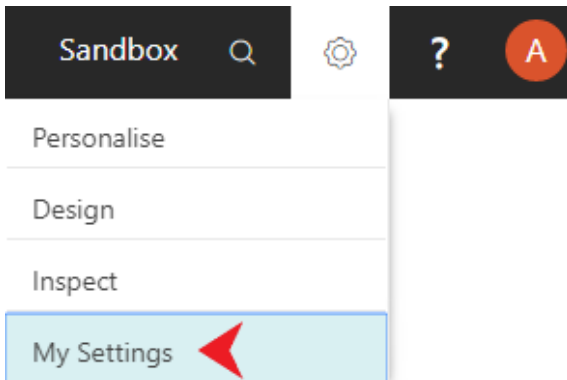 Sandbox ? A
Personalise
Design
Inspect
My Settings